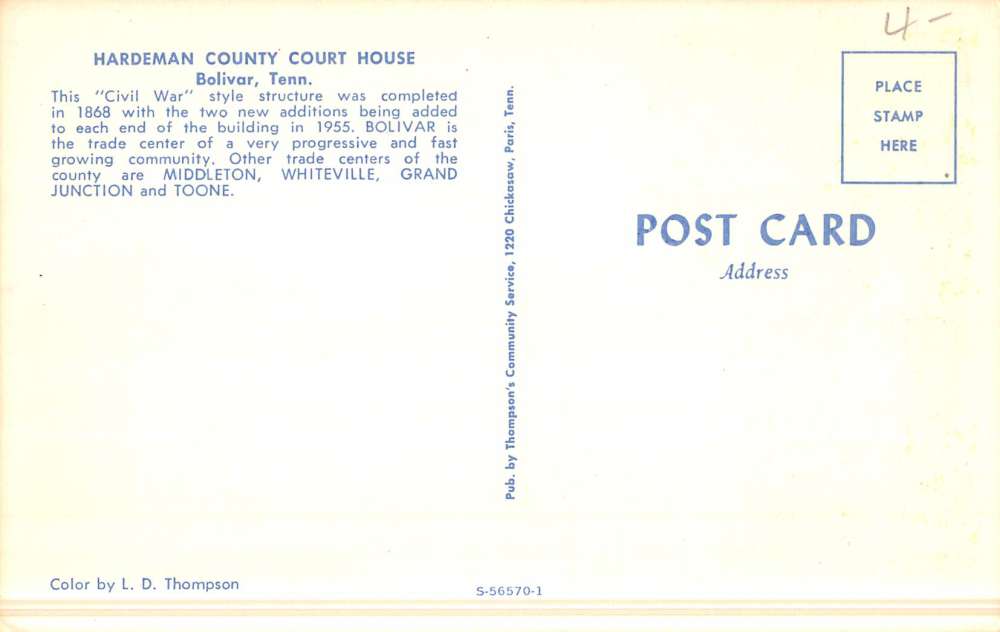 4-
HARDEMAN COUNTY COURT HOUSE
Bolivar, Tenn.
This "Civil War" style structure was completed
in 1868 with the two new additions being added
to each end of the building in 1955. BOLIVAR is
the trade center of a very progressive and fast
growing community. Other trade centers of the
county are MIDDLETON, WHITEVILLE, GRAND
JUNCTION and TOONE.
Color by L. D. Thompson
Pub. by Thompson's Community Service, 1220 Chickasaw, Paris, Tenn.
S-56570-1
PLACE
STAMP
HERE
POST CARD
Address